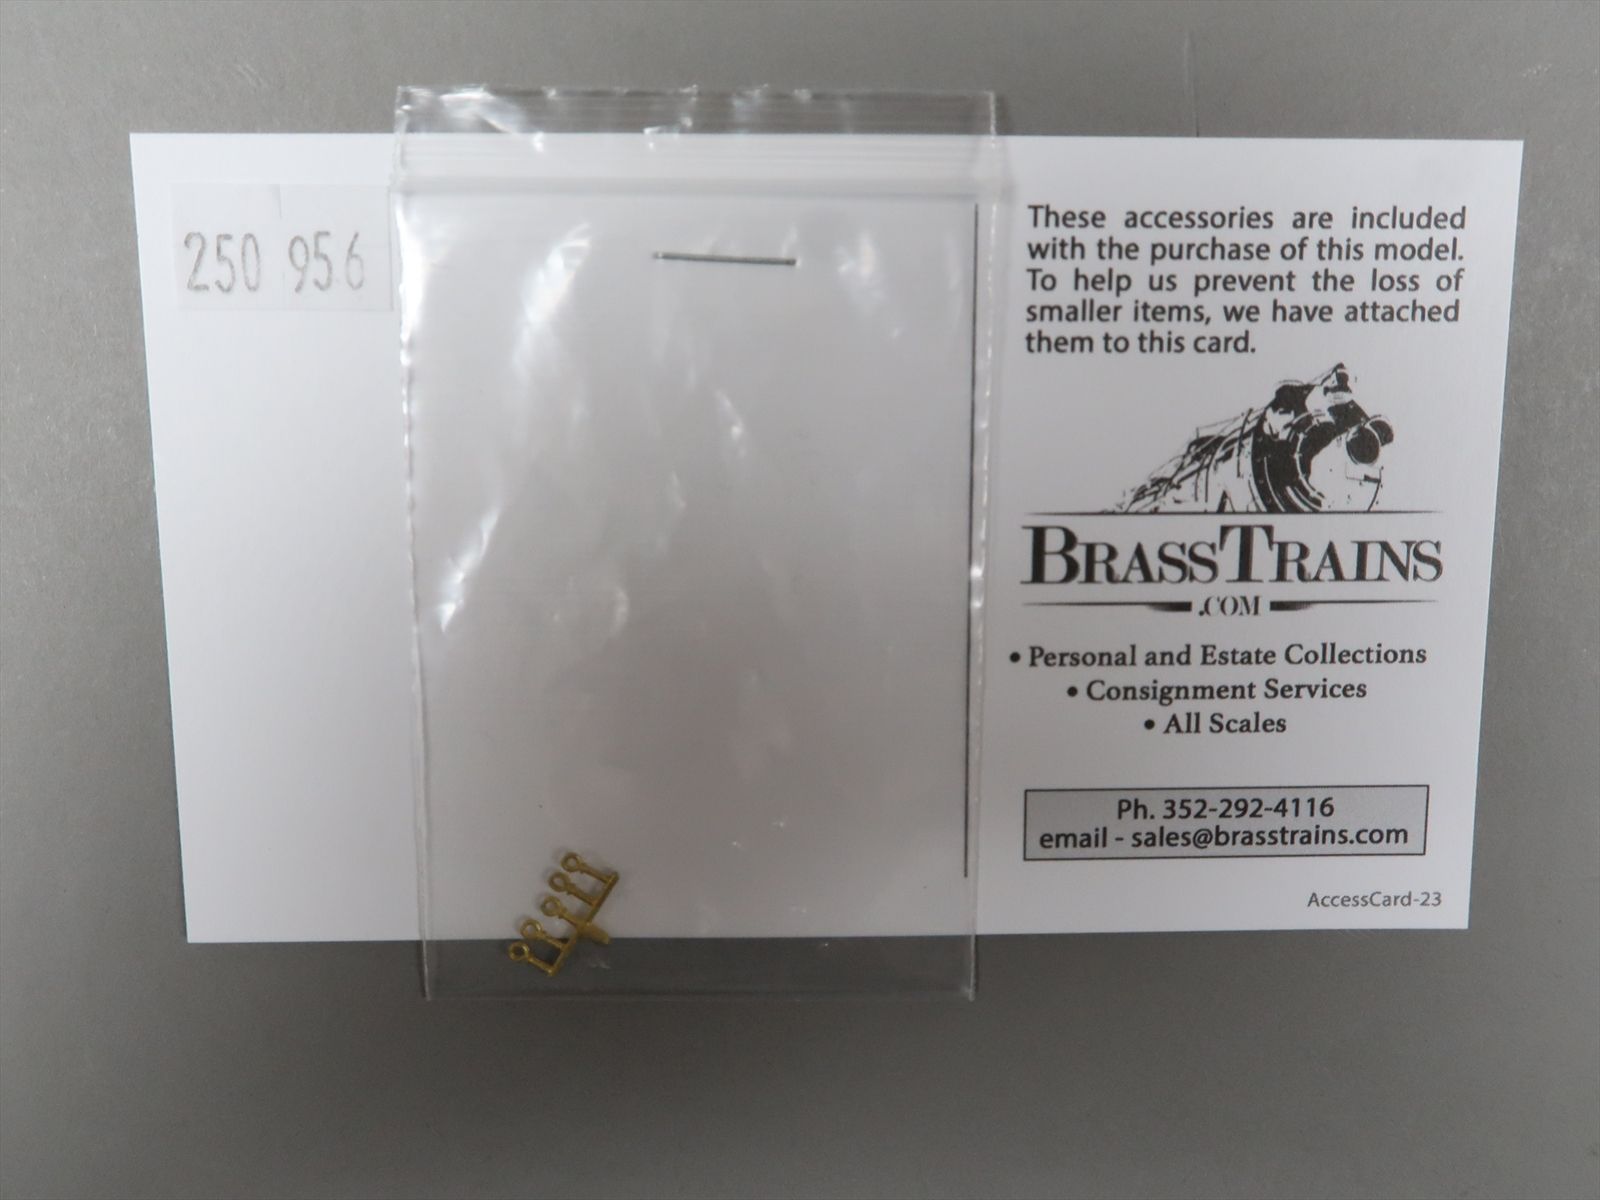 250 956
These accessories are included
with the purchase of this model.
To help us prevent the loss of
smaller items, we have attached
them to this card.
BRASSTRAINS
.COM
• Personal and Estate Collections
• Consignment Services
• All Scales
Ph. 352-292-4116
email - sales@brasstrains.com
AccessCard-23